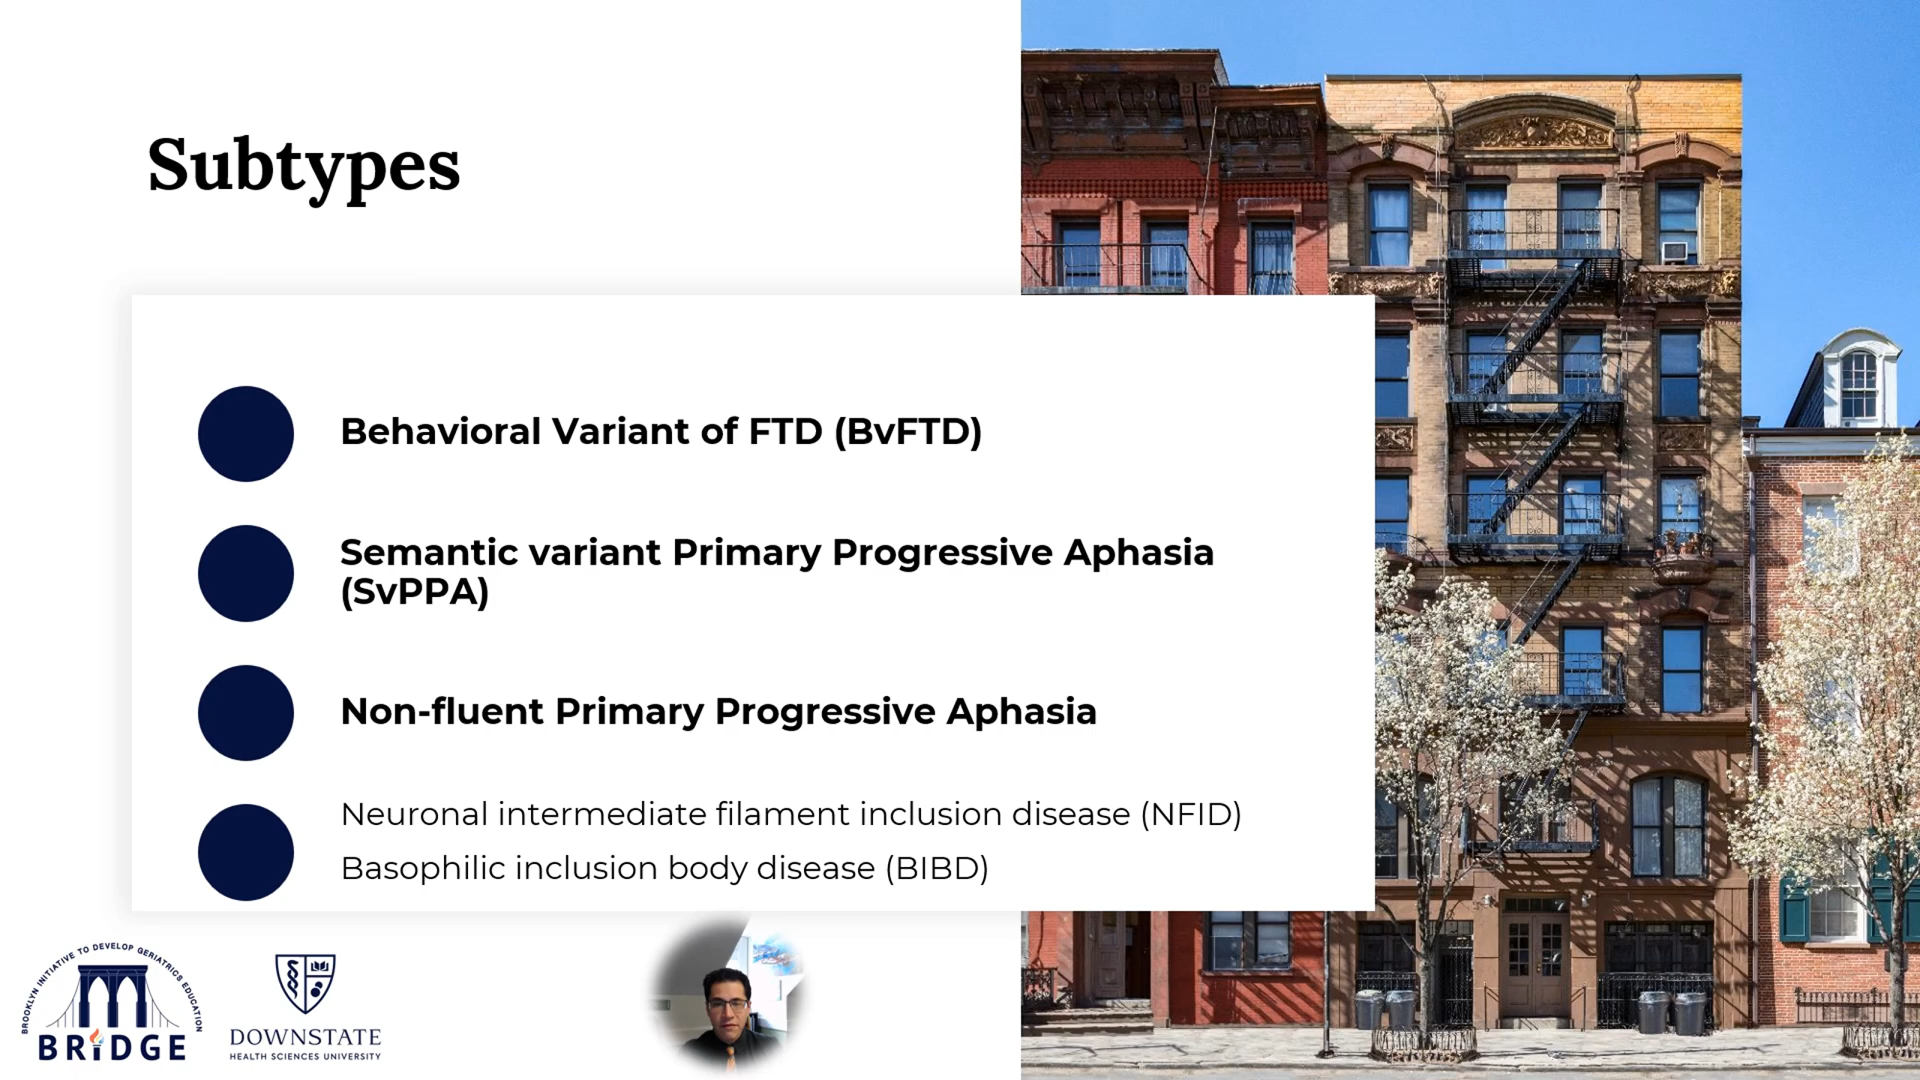 Subtypes
Behavioral Variant of FTD (BvFTD)
Semantic variant Primary Progressive Aphasia
(SvPPA)
Non-fluent Primary Progressive Aphasia
Neuronal intermediate filament inclusion disease (NFID)
Basophilic inclusion body disease (BIBD)
BROOKLYN INITIATIVE TO DEVELOP GERIATRICS EDUCATION
BRiDGE
DOWNSTATE
HEALTH SCIENCES UNIVERSITY